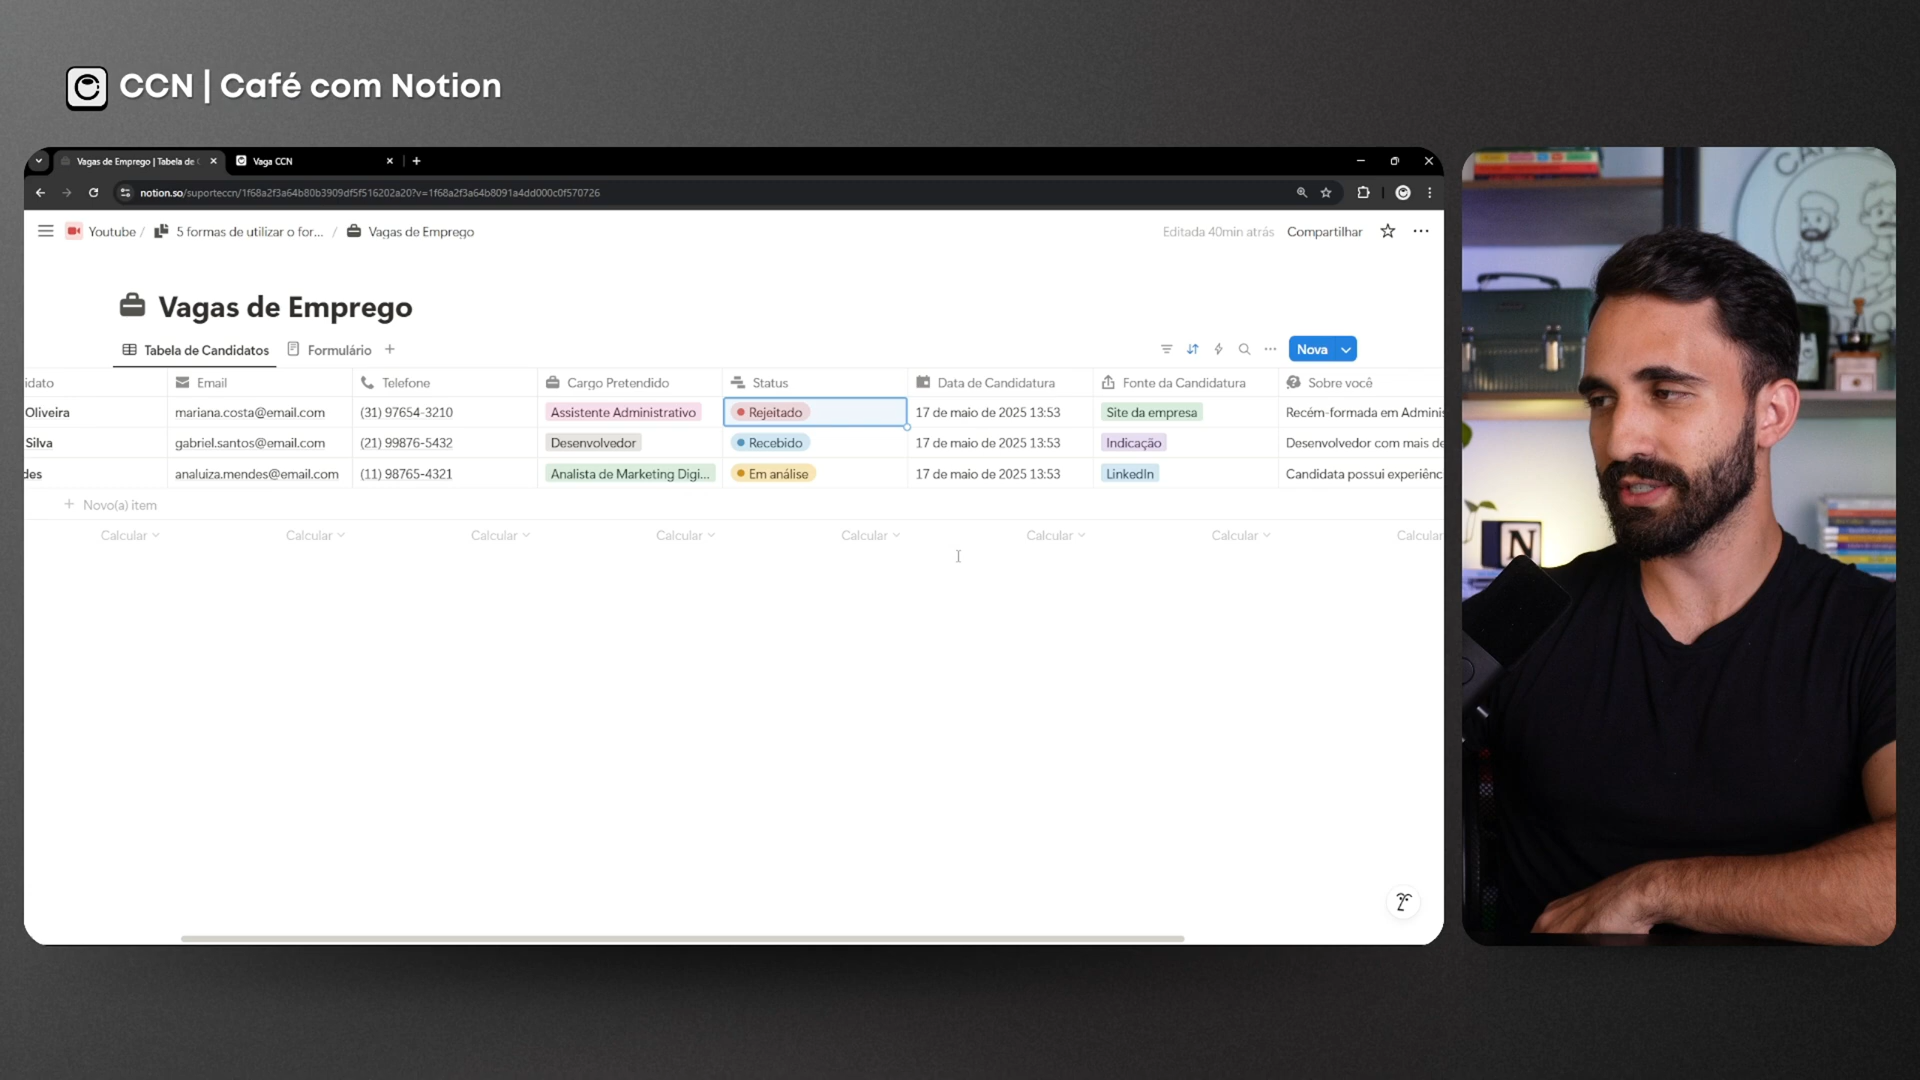 CCN | Café com Notion
Vagas de Emprego | Tabela de C
Vaga CCN
notion.so/suporteccn/1f68a2f3a64b80b3909df5f516202a20?v=1f68a2f3a64b8091a4dd000c0f570726
Youtube / 5 formas de utilizar o for... / Vagas de Emprego
Editada 40min atrás Compartilhar
Vagas de Emprego
Tabela de Candidatos Formulário
Nova
idato Email Telefone Cargo Pretendido Status Data de Candidatura Fonte da Candidatura Sobre você
Oliveira mariana.costa@email.com (31) 97654-3210 Assistente Administrativo Rejeitado 17 de maio de 2025 13:53 Site da empresa Recém-formada em Adminis
Silva gabriel.santos@email.com (21) 99876-5432 Desenvolvedor Recebido 17 de maio de 2025 13:53 Indicação Desenvolvedor com mais de
des analuiza.mendes@email.com (11) 98765-4321 Analista de Marketing Digi... Em análise 17 de maio de 2025 13:53 LinkedIn Candidata possui experiênc
+ Novo(a) item
Calcular Calcular Calcular Calcular Calcular Calcular Calcular Calcular
N